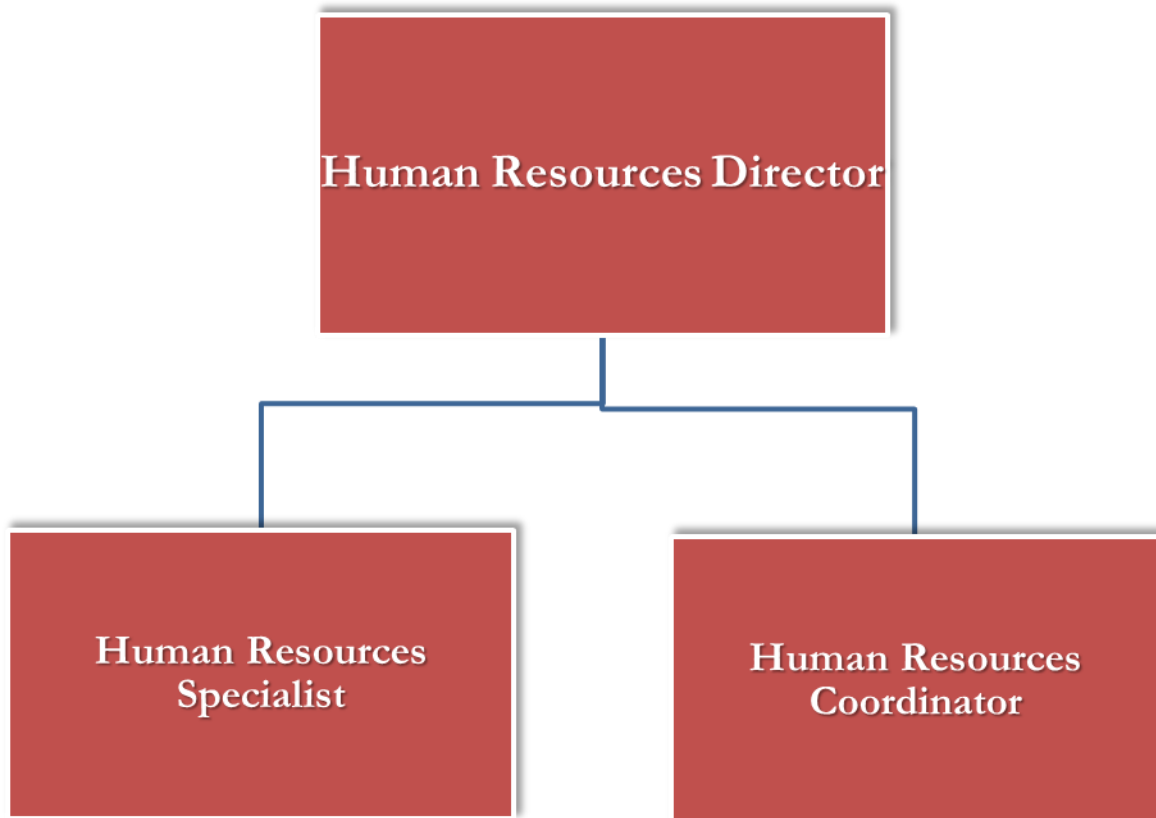 Human Resources Director
Human Resources
Specialist
Human Resources
Coordinator